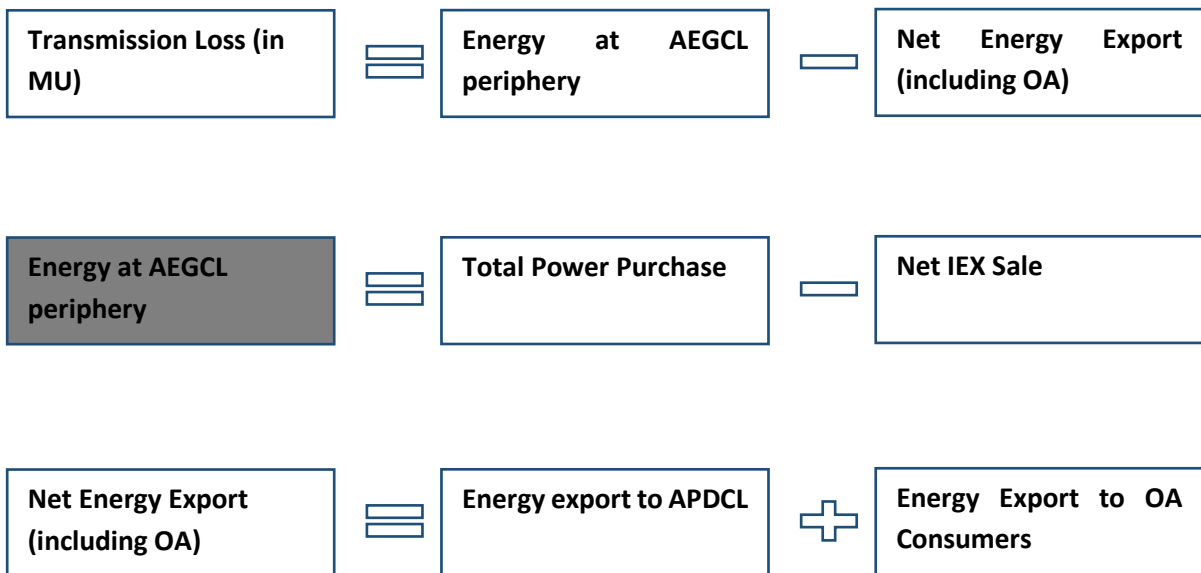 Transmission Loss (in
MU)
Energy at AEGCL
periphery
Net Energy Export
(including OA)
Energy at AEGCL
periphery
Total Power Purchase
Net IEX Sale
Net Energy Export
(including OA)
Energy export to APDCL
Energy Export to OA
Consumers